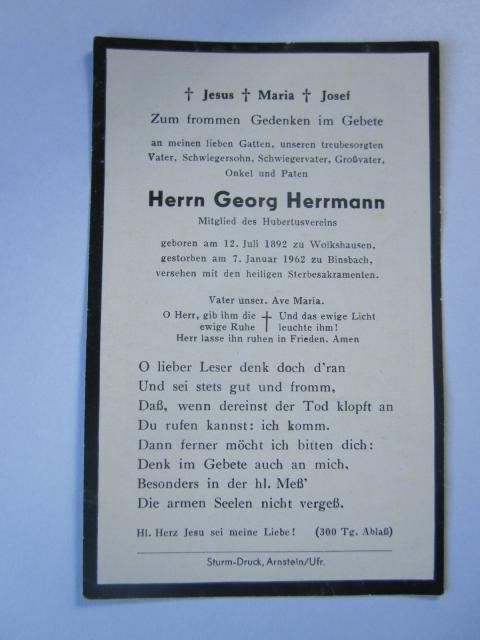 † Jesus † Maria † Josef
Zum frommen Gedenken im Gebete
an meinen lieben Gatten, unseren treubesorgten
Vater, Schwiegersohn, Schwiegervater, Großvater,
Onkel und Paten
Herrn Georg Herrmann
Mitglied des Hubertusvereins
geboren am 12. Juli 1892 zu Wolkshausen,
gestorben am 7. Januar 1962 zu Binsbach,
versehen mit den heiligen Sterbesakramenten.
Vater unser. Ave Maria.
O Herr, gib ihm die † Und das ewige Licht
ewige Ruhe leuchte ihm!
Herr lasse ihn ruhen in Frieden. Amen
O lieber Leser denk doch d'ran
Und sei stets gut und fromm,
Daß, wenn dereinst der Tod klopft an
Du rufen kannst: ich komm.
Dann ferner möcht ich bitten dich:
Denk im Gebete auch an mich,
Besonders in der hl. Meß'
Die armen Seelen nicht vergeß.
Hl. Herz Jesu sei meine Liebe! (300 Tg. Ablaß)
Sturm-Druck, Arnstein/Ufr.